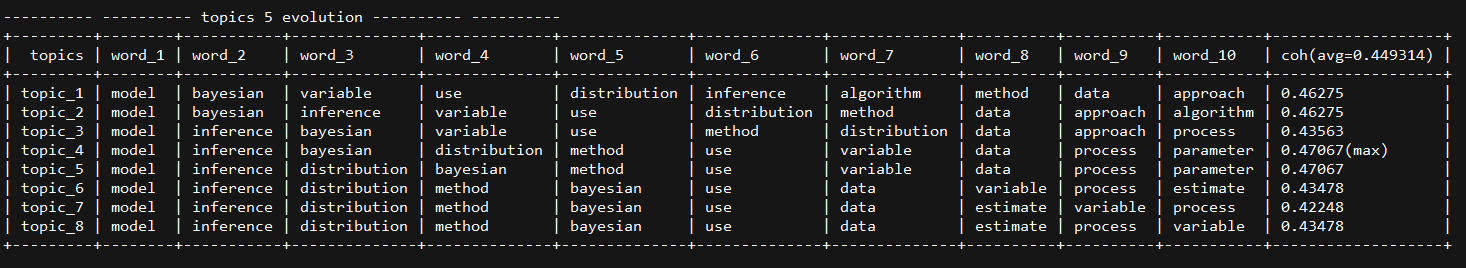 ---------- ---------- topics 5 evolution ---------- ----------
+---------+--------+-----------+--------------+--------------+--------------+--------------+--------------+----------+----------+-----------+-------------------+
|  topics | word_1 | word_2    | word_3       | word_4       | word_5       | word_6       | word_7       | word_8   | word_9   | word_10   | coh(avg=0.449314) |
+---------+--------+-----------+--------------+--------------+--------------+--------------+--------------+----------+----------+-----------+-------------------+
| topic_1 | model  | bayesian  | variable     | use          | distribution | inference    | algorithm    | method   | data     | approach  | 0.46275           |
| topic_2 | model  | bayesian  | inference    | variable     | use          | distribution | method       | data     | approach | algorithm | 0.46275           |
| topic_3 | model  | inference | bayesian     | variable     | use          | method       | distribution | data     | approach | process   | 0.43563           |
| topic_4 | model  | inference | bayesian     | distribution | method       | use          | variable     | data     | process  | parameter | 0.47067(max)      |
| topic_5 | model  | inference | distribution | bayesian     | method       | use          | variable     | data     | process  | parameter | 0.47067           |
| topic_6 | model  | inference | distribution | method       | bayesian     | use          | data         | variable | process  | estimate  | 0.43478           |
| topic_7 | model  | inference | distribution | method       | bayesian     | use          | data         | estimate | variable | process   | 0.42248           |
| topic_8 | model  | inference | distribution | method       | bayesian     | use          | data         | estimate | process  | variable  | 0.43478           |
+---------+--------+-----------+--------------+--------------+--------------+--------------+--------------+----------+----------+-----------+-------------------+